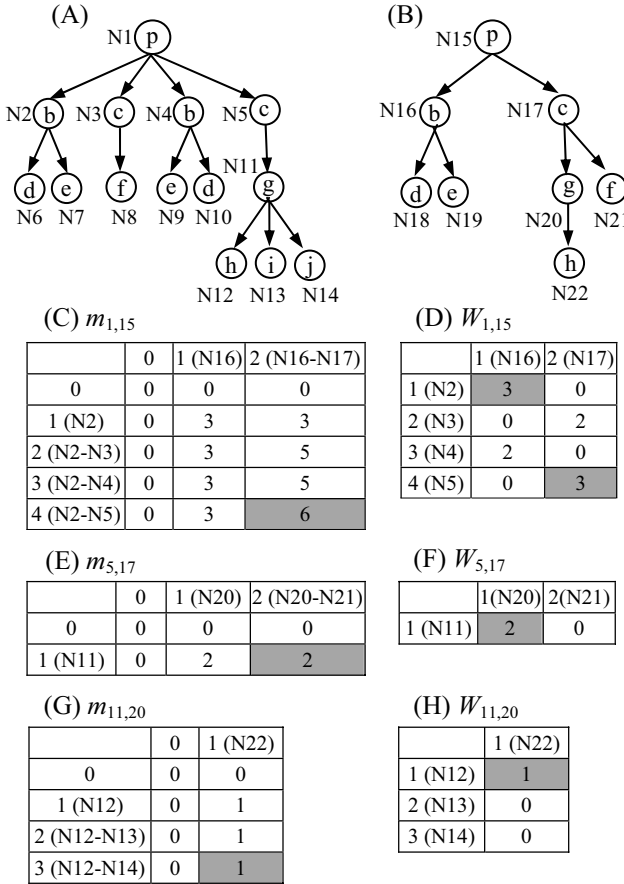 (A)
(B)
N1 p
N15 p
N2 b N3 c N4 b N5 c
N16 b N17 c
N11
d e f e d g
d e g f
N6 N7 N8 N9 N10
N18 N19 N20 N21
h i j
h
N12 N13 N14
N22
(C) m1,15
0 1 (N16) 2 (N16-N17)
0 0 0 0
1 (N2) 0 3 3
2 (N2-N3) 0 3 5
3 (N2-N4) 0 3 5
4 (N2-N5) 0 3 6
(D) W1,15
1 (N16) 2 (N17)
1 (N2) 3 0
2 (N3) 0 2
3 (N4) 2 0
4 (N5) 0 3
(E) m5,17
0 1 (N20) 2 (N20-N21)
0 0 0 0
1 (N11) 0 2 2
(F) W5,17
1(N20) 2(N21)
1 (N11) 2 0
(G) m11,20
0 1 (N22)
0 0 0
1 (N12) 0 1
2 (N12-N13) 0 1
3 (N12-N14) 0 1
(H) W11,20
1 (N22)
1 (N12) 1
2 (N13) 0
3 (N14) 0